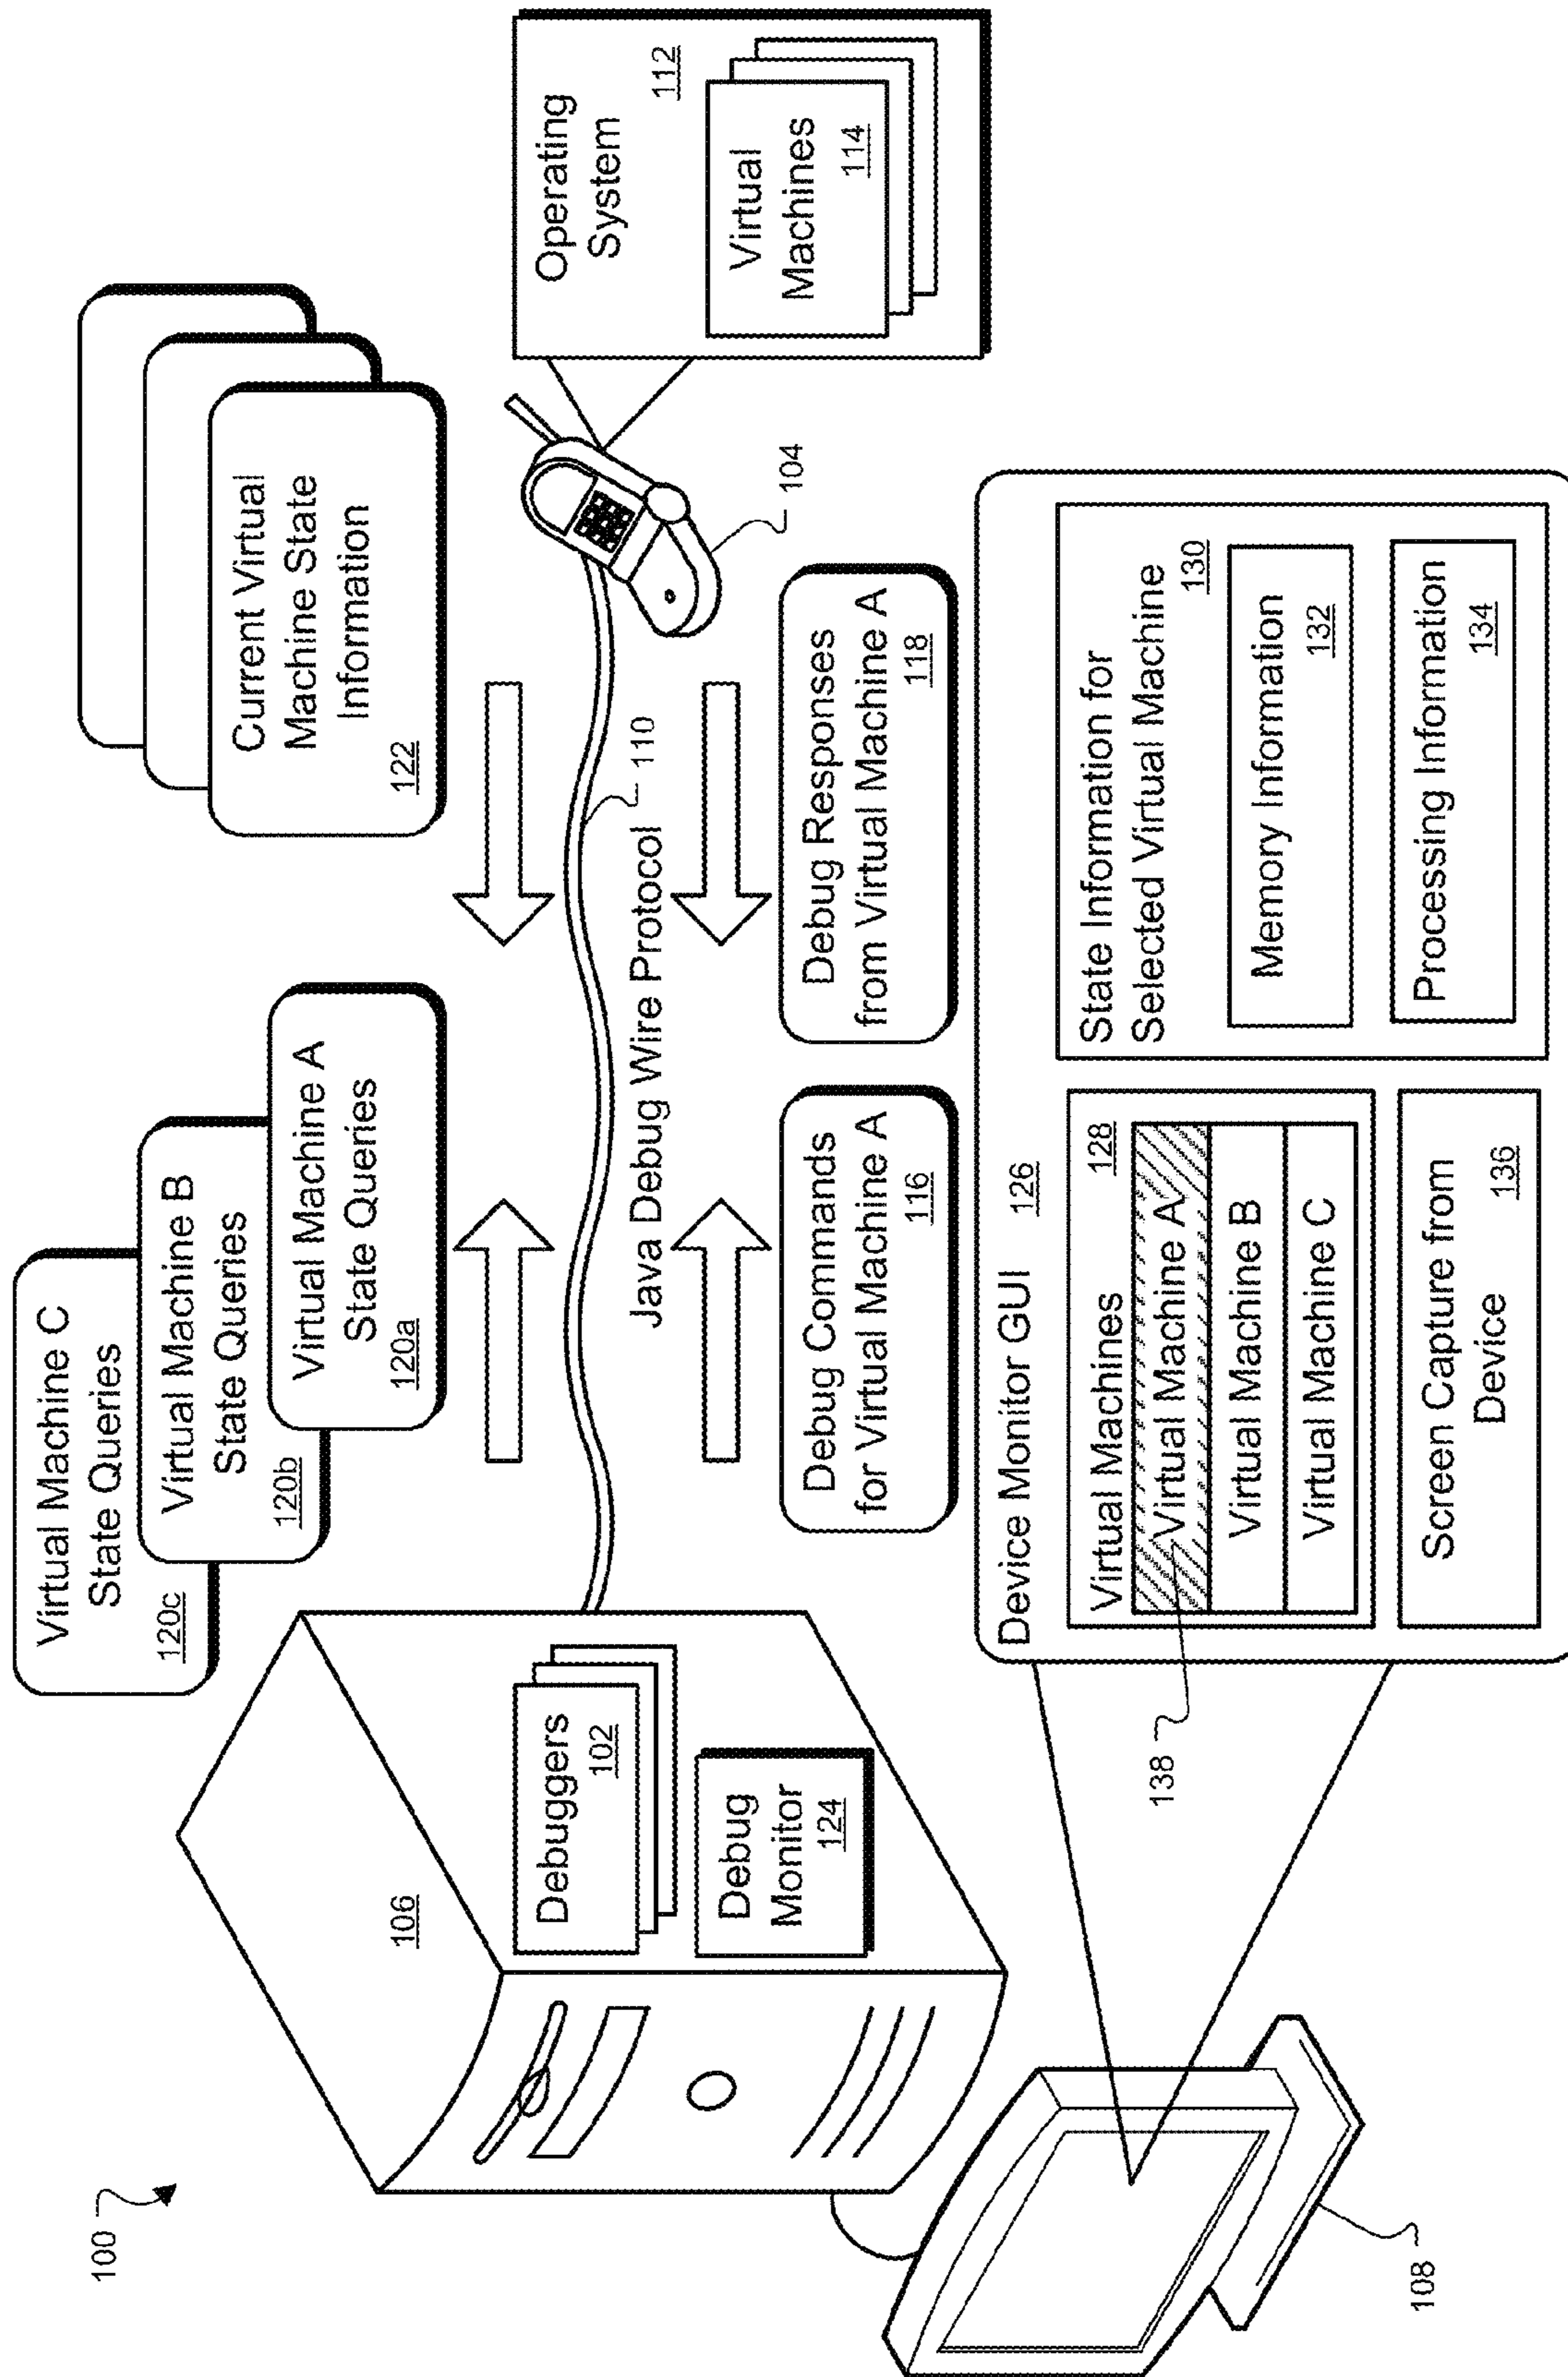 100
Virtual Machine C
State Queries
120c
Virtual Machine B
State Queries
120b
Virtual Machine A
State Queries
120a
Current Virtual
Machine State
Information
122
106
Debuggers
102
Debug
Monitor
124
110
Java Debug Wire Protocol
104
Operating
System
112
Virtual
Machines
114
Debug Commands
for Virtual Machine A
116
Debug Responses
from Virtual Machine A
118
108
Device Monitor GUI 126
Virtual Machines 128
Virtual Machine A
Virtual Machine B
Virtual Machine C
138
Screen Capture from
Device
136
State Information for
Selected Virtual Machine
130
Memory Information
132
Processing Information
134